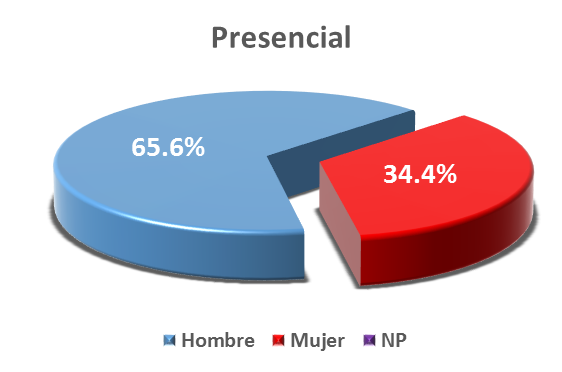 Presencial
65.6%
34.4%
Hombre Mujer NP